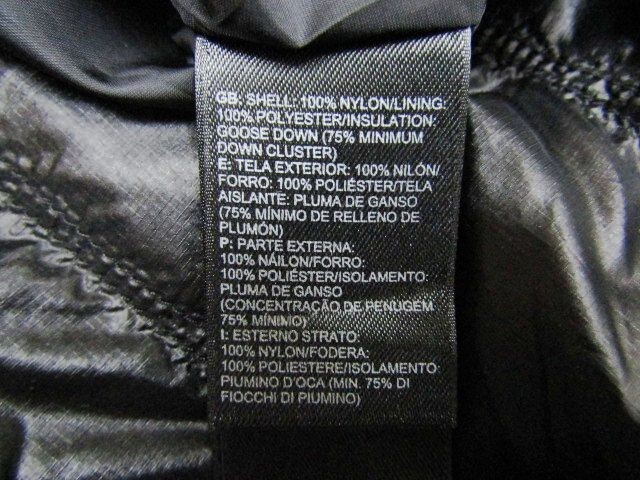 GB: SHELL: 100% NYLON/LINING:
100% POLYESTER/INSULATION:
GOOSE DOWN (75% MINIMUM
DOWN CLUSTER)
E: TELA EXTERIOR: 100% NILÓN/
FORRO: 100% POLIÉSTER/TELA
AISLANTE: PLUMA DE GANSO
(75% MÍNIMO DE RELLENO DE
PLUMÓN)
P: PARTE EXTERNA:
100% NÁILON/FORRO:
100% POLIÉSTER/ISOLAMENTO:
PLUMA DE GANSO
(CONCENTRAÇÃO DE PENUGEM
75% MÍNIMO)
I: ESTERNO STRATO:
100% NYLON/FODERA:
100% POLIESTERE/ISOLAMENTO:
PIUMINO D'OCA (MIN. 75% DI
FIOCCHI DI PIUMINO)